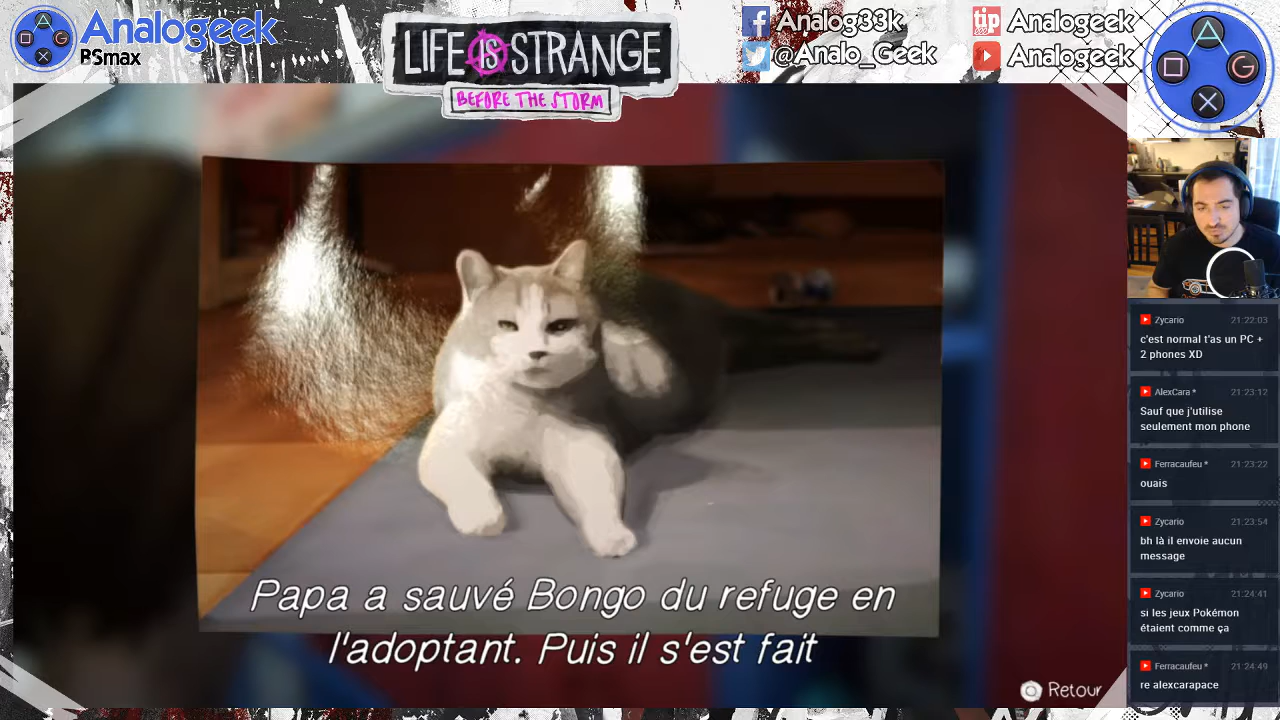 Analogeek
BSmax
LIFE IS STRANGE
BEFORE THE STORM
Analog33k
@Analo_Geek
tip Analogeek
Analogeek
Zycario 21:22:03
c'est normal t'as un PC +
2 phones XD
AlexCara * 21:23:12
Sauf que j'utilise
seulement mon phone
Ferracaufeu * 21:23:22
ouais
Zycario 21:23:54
bh là il envoie aucun
message
Zycario 21:24:41
si les jeux Pokémon
étaient comme ça
Ferracaufeu * 21:24:49
re alexcarapace
Papa a sauvé Bongo du refuge en
l'adoptant. Puis il s'est fait
Retour